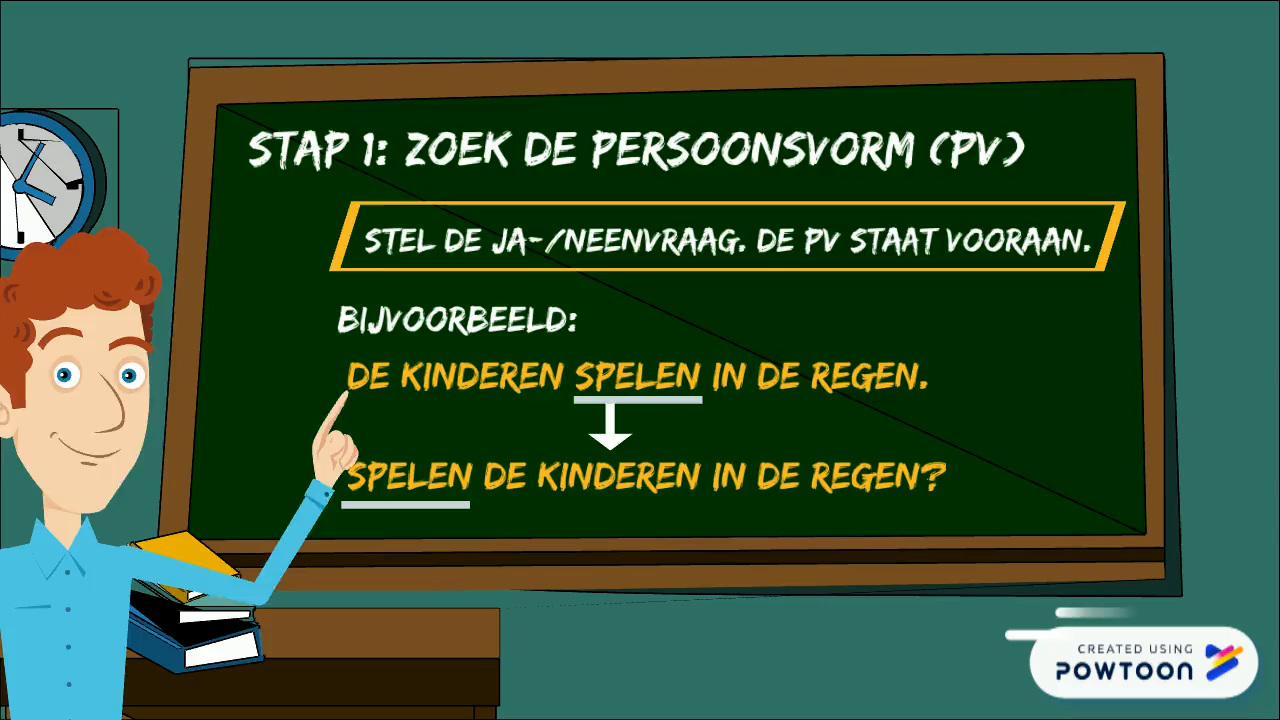 STAP 1: ZOEK DE PERSOONSVORM (PV)
STEL DE JA-/NEENVRAAG. DE PV STAAT VOORAAN.
BIJVOORBEELD:
DE KINDEREN SPELEN IN DE REGEN.
SPELEN DE KINDEREN IN DE REGEN?
CREATED USING
POWTOON